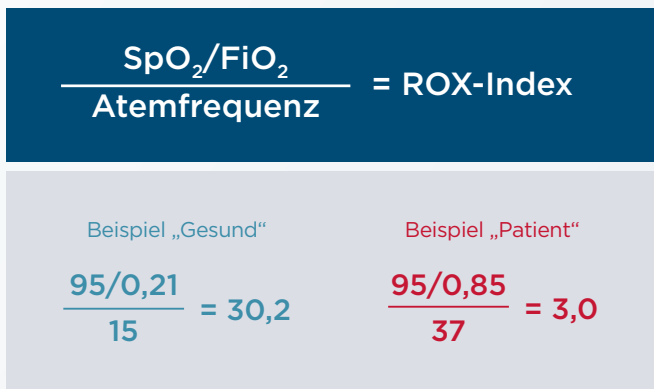 SpO₂/FiO₂
Atemfrequenz
= ROX-Index
Beispiel „Gesund“
95/0,21
15
= 30,2
Beispiel „Patient“
95/0,85
37
= 3,0